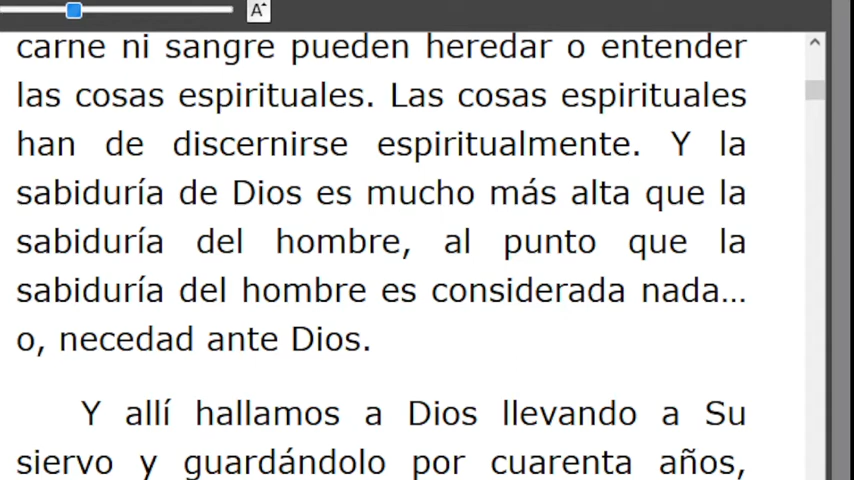 A
carne ni sangre pueden heredar o entender
las cosas espirituales. Las cosas espirituales
han de discernirse espiritualmente. Y la
sabiduría de Dios es mucho más alta que la
sabiduría del hombre, al punto que la
sabiduría del hombre es considerada nada…
o, necedad ante Dios.
Y allí hallamos a Dios llevando a Su
siervo y guardándolo por cuarenta años,